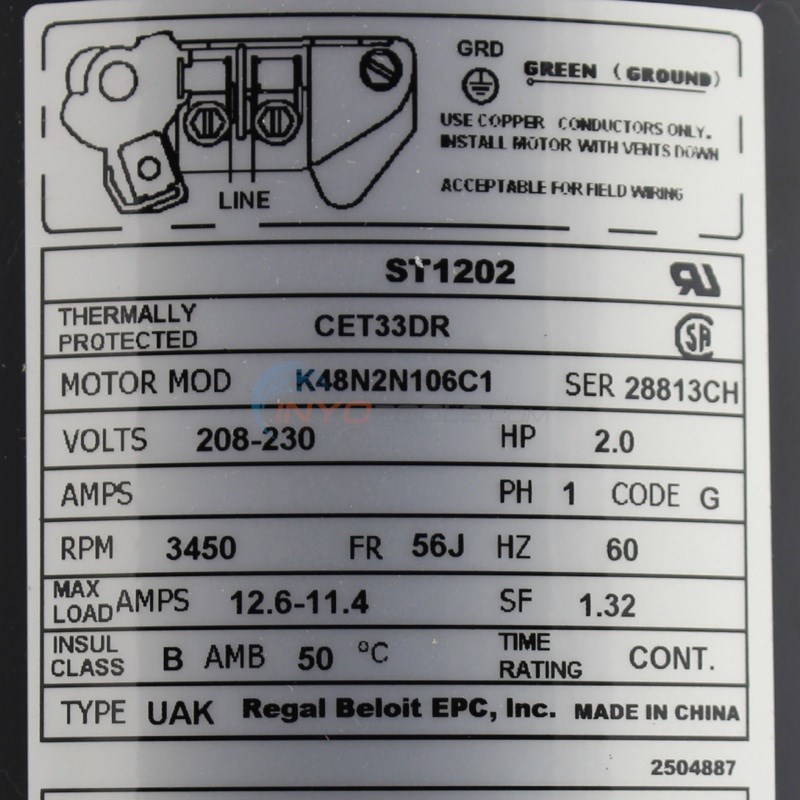 GRD GREEN (GROUND)
USE COPPER CONDUCTORS ONLY.
INSTALL MOTOR WITH VENTS DOWN
ACCEPTABLE FOR FIELD WIRING
LINE
ST1202
THERMALLY PROTECTED CET33DR
MOTOR MOD K48N2N106C1 SER 28813CH
INYOPOOLS.COM
VOLTS 208-230 HP 2.0
AMPS PH 1 CODE G
RPM 3450 FR 56J HZ 60
MAX LOAD AMPS 12.6-11.4 SF 1.32
INSUL CLASS B AMB 50 °C TIME RATING CONT.
TYPE UAK Regal Beloit EPC, Inc. MADE IN CHINA
2504887